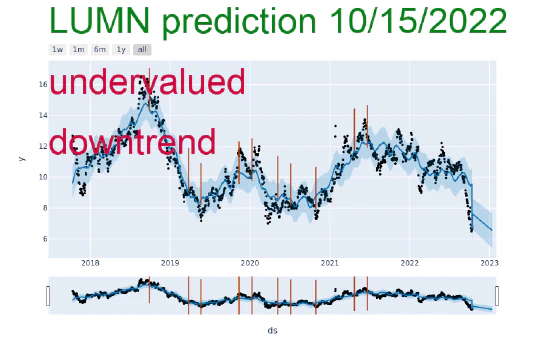 LUMN prediction 10/15/2022
1w 1m 6m 1y all
undervalued
downtrend
16
14
12
10
8
6
y
2018 2019 2020 2021 2022 2023
ds